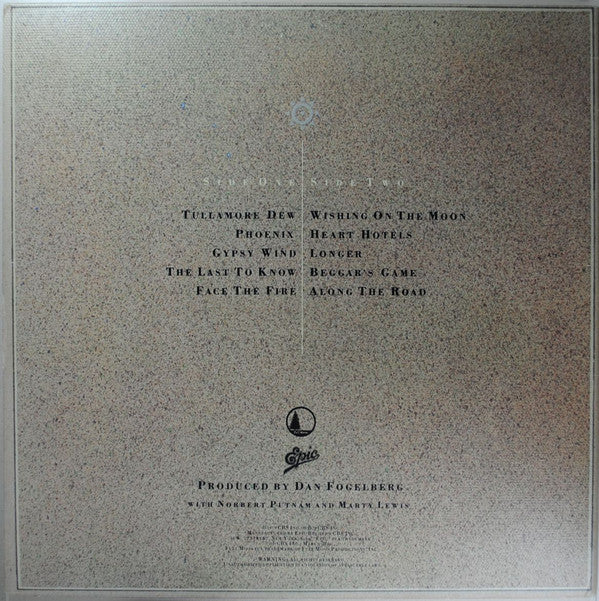 SIDE ONE
TULLAMORE DEW
PHOENIX
GYPSY WIND
THE LAST TO KNOW
FACE THE FIRE
SIDE TWO
WISHING ON THE MOON
HEART HOTELS
LONGER
BEGGAR'S GAME
ALONG THE ROAD
Epic
PRODUCED BY DAN FOGELBERG
WITH NORBERT PUTNAM AND MARTY LEWIS
WARNING: